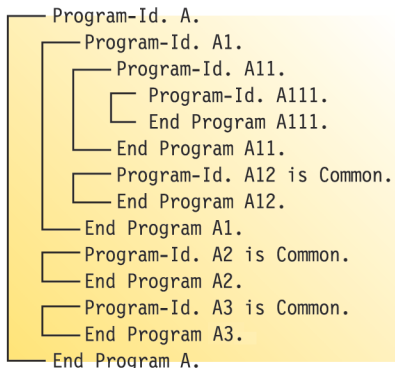 Program-Id. A.
Program-Id. A1.
Program-Id. A11.
Program-Id. A111.
End Program A111.
End Program A11.
Program-Id. A12 is Common.
End Program A12.
End Program A1.
Program-Id. A2 is Common.
End Program A2.
Program-Id. A3 is Common.
End Program A3.
End Program A.